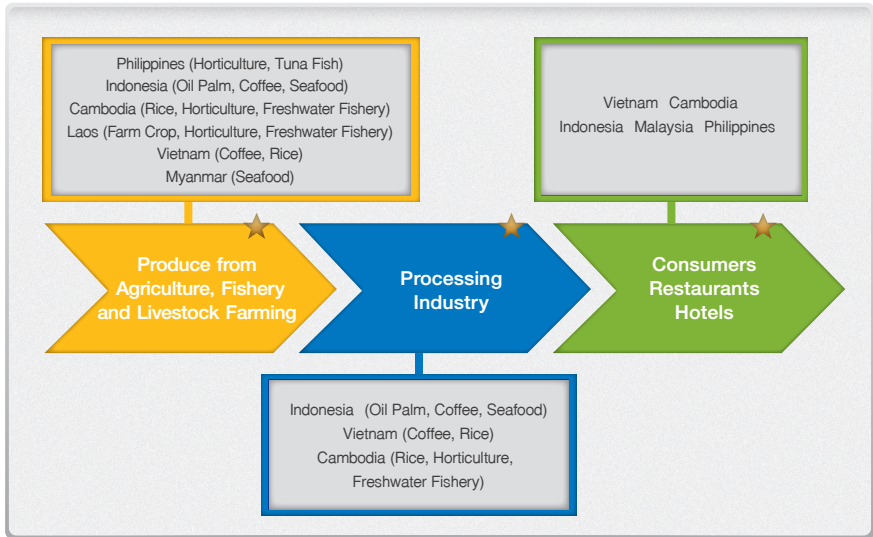 Philippines (Horticulture, Tuna Fish)
Indonesia (Oil Palm, Coffee, Seafood)
Cambodia (Rice, Horticulture, Freshwater Fishery)
Laos (Farm Crop, Horticulture, Freshwater Fishery)
Vietnam (Coffee, Rice)
Myanmar (Seafood)
Vietnam Cambodia
Indonesia Malaysia Philippines
Produce from
Agriculture, Fishery
and Livestock Farming
Processing
Industry
Consumers
Restaurants
Hotels
Indonesia (Oil Palm, Coffee, Seafood)
Vietnam (Coffee, Rice)
Cambodia (Rice, Horticulture,
Freshwater Fishery)